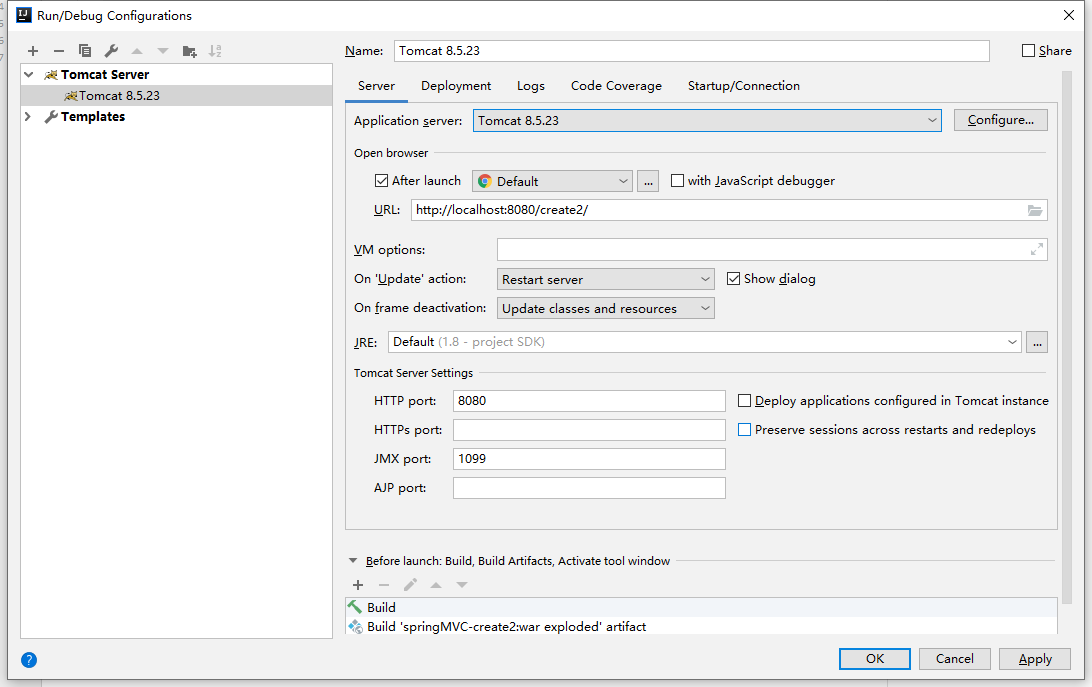 Run/Debug Configurations
Name: Tomcat 8.5.23 Share
Tomcat Server
Tomcat 8.5.23
Templates
Server Deployment Logs Code Coverage Startup/Connection
Application server: Tomcat 8.5.23 Configure...
Open browser
After launch Default ... with JavaScript debugger
URL: http://localhost:8080/create2/
VM options:
On 'Update' action: Restart server Show dialog
On frame deactivation: Update classes and resources
JRE: Default (1.8 - project SDK) ...
Tomcat Server Settings
HTTP port: 8080 Deploy applications configured in Tomcat instance
HTTPs port: Preserve sessions across restarts and redeploys
JMX port: 1099
AJP port:
Before launch: Build, Build Artifacts, Activate tool window
Build
Build 'springMVC-create2:war exploded' artifact
? OK Cancel Apply